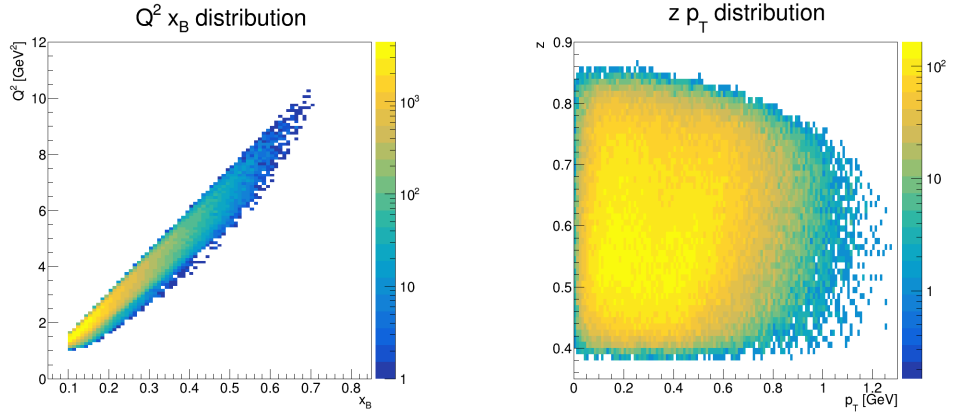 Q² x_B distribution
Q² [GeV²]
12
10
8
6
4
2
0
0.1 0.2 0.3 0.4 0.5 0.6 0.7 0.8
x_B
10³
10²
10
1
z p_T distribution
z
0.9
0.8
0.7
0.6
0.5
0.4
0 0.2 0.4 0.6 0.8 1 1.2
p_T [GeV]
10²
10
1